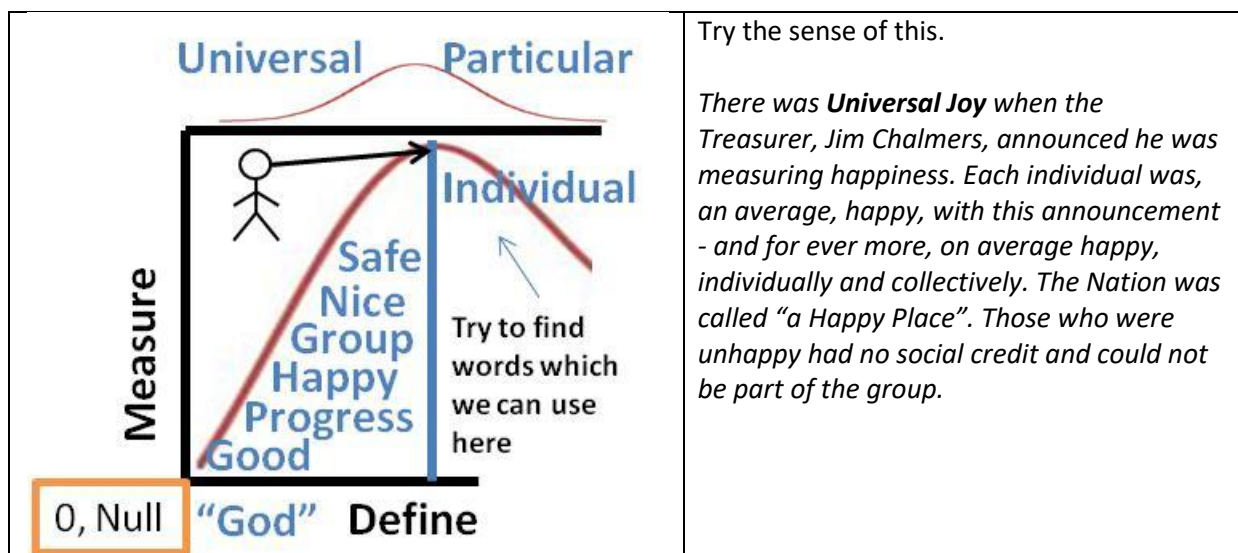 Universal Particular
Individual
Safe
Nice
Group
Happy
Progress
Good
Measure
Try to find
words which
we can use
here
0, Null "God" Define
Try the sense of this.
There was Universal Joy when the
Treasurer, Jim Chalmers, announced he was
measuring happiness. Each individual was,
an average, happy, with this announcement
- and for ever more, on average happy,
individually and collectively. The Nation was
called “a Happy Place”. Those who were
unhappy had no social credit and could not
be part of the group.